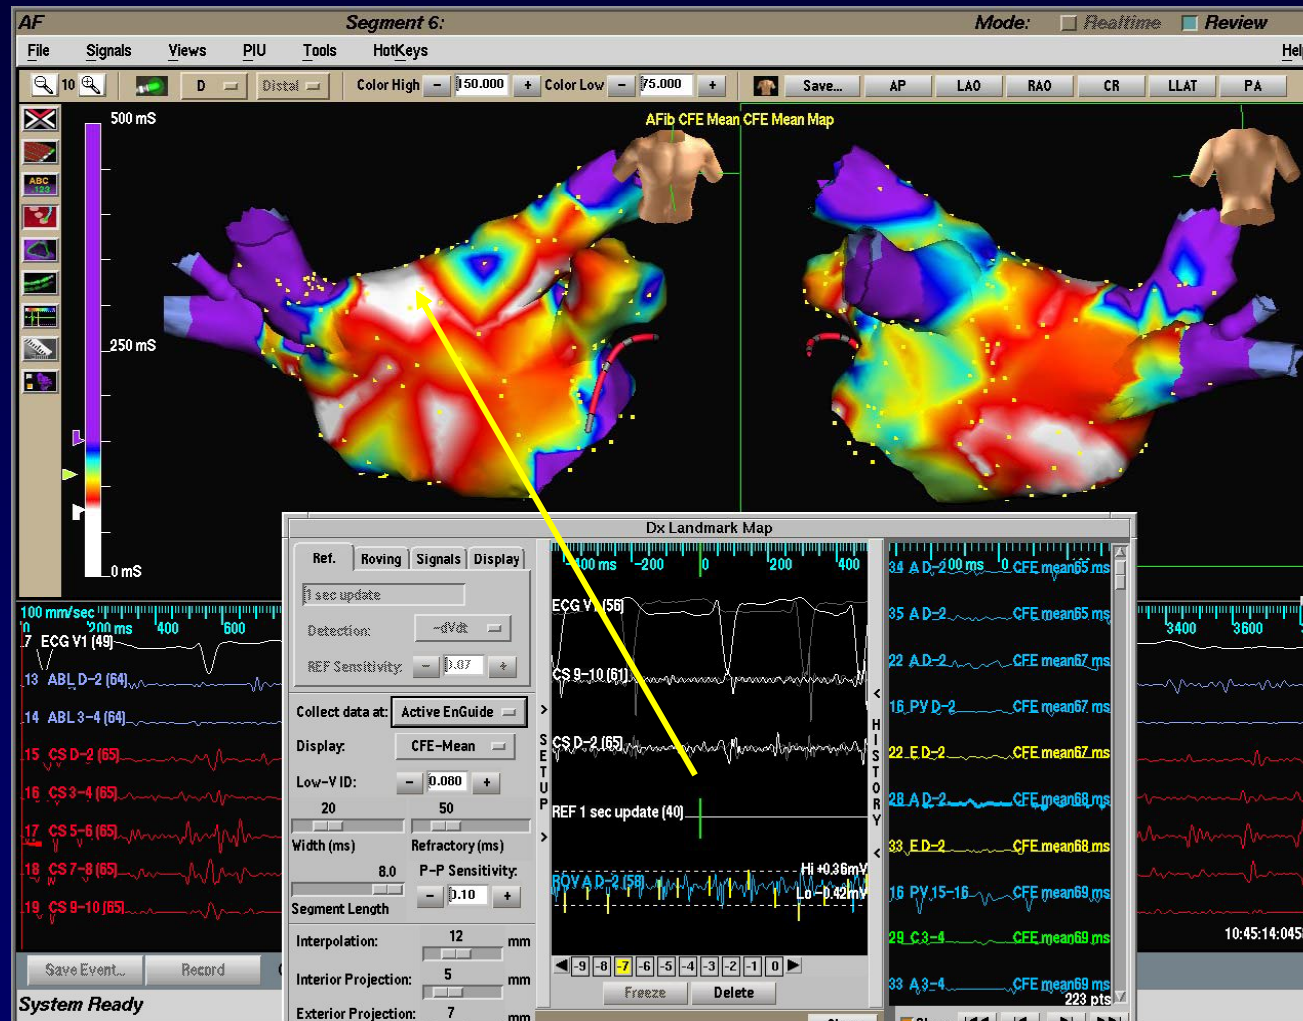 AF Segment 6: Mode: Realtime Review
File Signals Views PIU Tools HotKeys
10 D Distal Color High - 150.000 + Color Low - 75.000 + Save... AP LAO RAO CR LLAT PA
ABC
123
500 mS
250 mS
0 mS
AFib CFE Mean CFE Mean Map
100 mm/sec
0 200 ms 400 600
7 ECG V1 (49)
13 ABL D-2 (64)
14 ABL 3-4 (64)
15 CS D-2 (65)
16 CS 3-4 (65)
17 CS 5-6 (65)
18 CS 7-8 (65)
19 CS 9-10 (65)
Save Event... Record
System Ready
Dx Landmark Map
Ref. Roving Signals Display
1 sec update
Detection: -dVdt
REF Sensitivity: - 0.07 +
Collect data at: Active EnGuide
Display: CFE-Mean
Low-V ID: - 0.080 +
20 50
Width (ms) Refractory (ms)
8.0 P-P Sensitivity:
- 0.10 +
Segment Length
Interpolation: 12 mm
Interior Projection: 5 mm
Exterior Projection: 7 mm
> SETUP >
-400 ms -200 0 200 400
ECG V1 (56)
CS 9-10 (61)
CS D-2 (65)
REF 1 sec update (40)
ROV A D-2 (58) Hi +0.36mV
Lo -0.42mV
-9 -8 -7 -6 -5 -4 -3 -2 -1 0
Freeze Delete
< HISTORY <
34 A D-2 CFE mean65 ms
35 A D-2 CFE mean65 ms
22 A D-2 CFE mean67 ms
16 PV D-2 CFE mean67 ms
22 E D-2 CFE mean67 ms
28 A D-2 CFE mean68 ms
33 E D-2 CFE mean68 ms
16 PV 15-16 CFE mean69 ms
29 C 3-4 CFE mean69 ms
33 A 3-4 CFE mean69 ms
223 pts
3400 3600
10:45:14:045